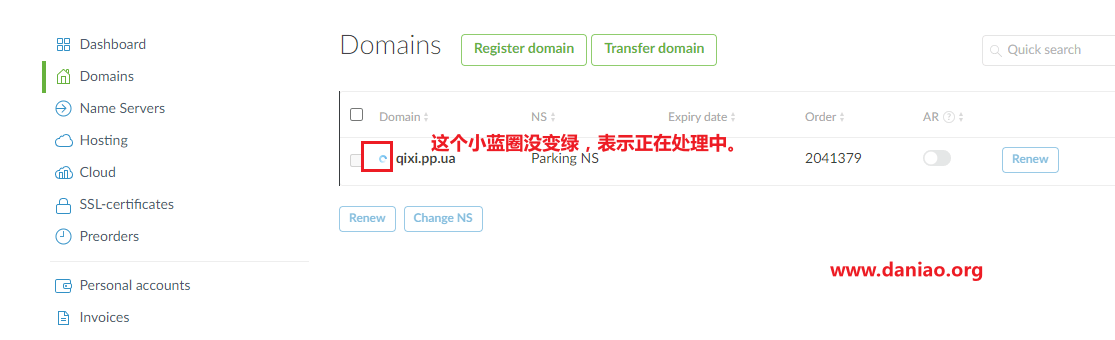 Dashboard
Domains
Name Servers
Hosting
Cloud
SSL-certificates
Preorders
Personal accounts
Invoices
Domains
Register domain
Transfer domain
Quick search
Domain NS Expiry date Order AR ?
这个小蓝圈没变绿，表示正在处理中。
qixi.pp.ua Parking NS 2041379 Renew
Renew Change NS
www.daniao.org